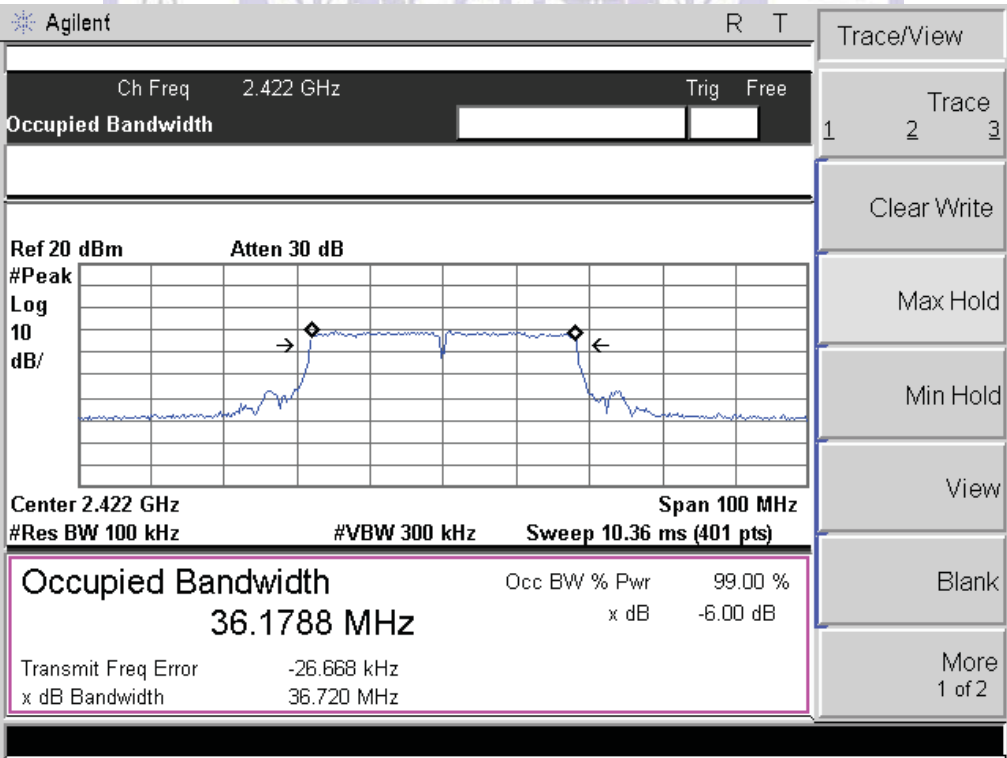 Agilent R T
Trace/View
Ch Freq 2.422 GHz Trig Free
Occupied Bandwidth
Trace
1 2 3
Clear Write
Max Hold
Min Hold
View
Blank
More
1 of 2
Ref 20 dBm Atten 30 dB
#Peak
Log
10
dB/
Center 2.422 GHz Span 100 MHz
#Res BW 100 kHz #VBW 300 kHz Sweep 10.36 ms (401 pts)
Occupied Bandwidth Occ BW % Pwr 99.00 %
36.1788 MHz x dB -6.00 dB
Transmit Freq Error -26.668 kHz
x dB Bandwidth 36.720 MHz